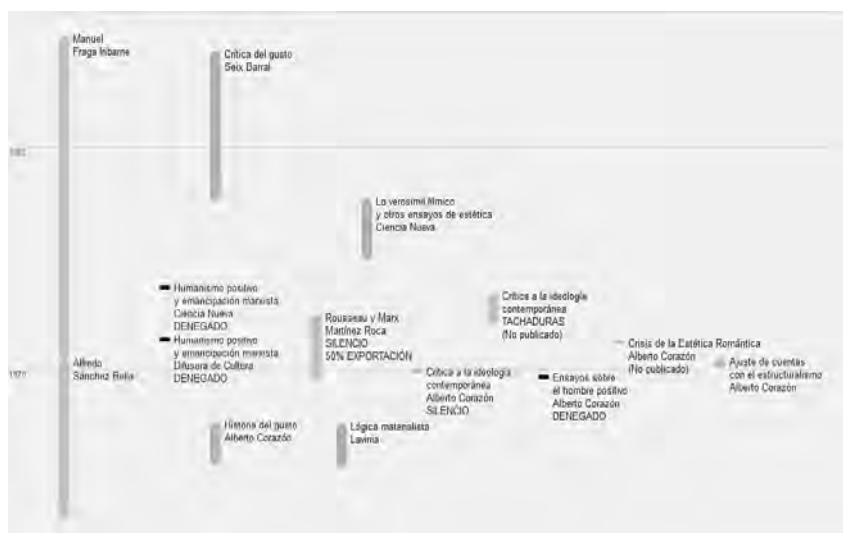 Manuel
Fraga Iribarne
Crítica del gusto
Seix Barral
Lo verosímil fílmico
y otros ensayos de estética
Ciencia Nueva
Humanismo positivo
y emancipación marxista
Ciencia Nueva
DENEGADO
Humanismo positivo
y emancipación marxista
Difusora de Cultura
DENEGADO
Rousseau y Marx
Martínez Roca
SILENCIO
50% EXPORTACIÓN
Crítica a la ideología
contemporánea
TACHADURAS
(No publicado)
Crítica a la ideología
contemporánea
Alberto Corazón
SILENCIO
Ensayos sobre
el hombre positivo
Alberto Corazón
DENEGADO
Crisis de la Estética Romántica
Alberto Corazón
(No publicado)
Ajuste de cuentas
con el estructuralismo
Alberto Corazón
1970
Alfredo
Sánchez Bella
Historia del gusto
Alberto Corazón
Lógica materialista